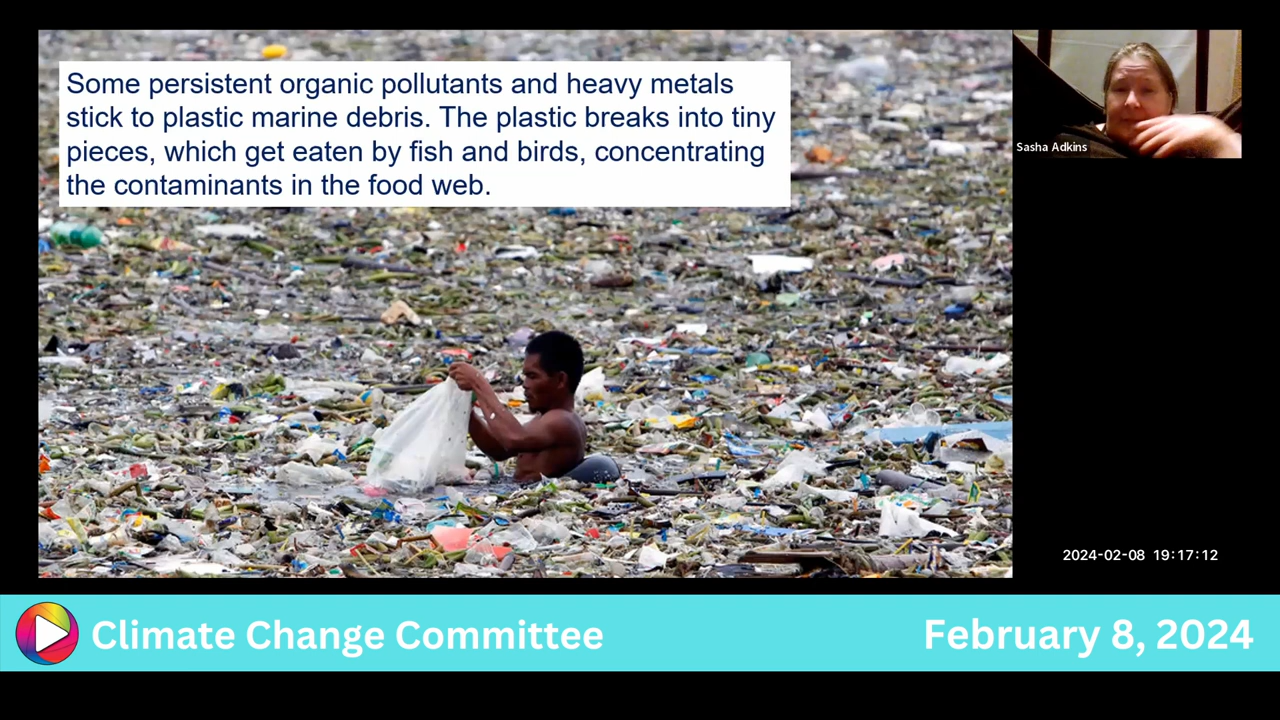 Some persistent organic pollutants and heavy metals
stick to plastic marine debris. The plastic breaks into tiny
pieces, which get eaten by fish and birds, concentrating
the contaminants in the food web.
Sasha Adkins
2024-02-08 19:17:12
Climate Change Committee
February 8, 2024